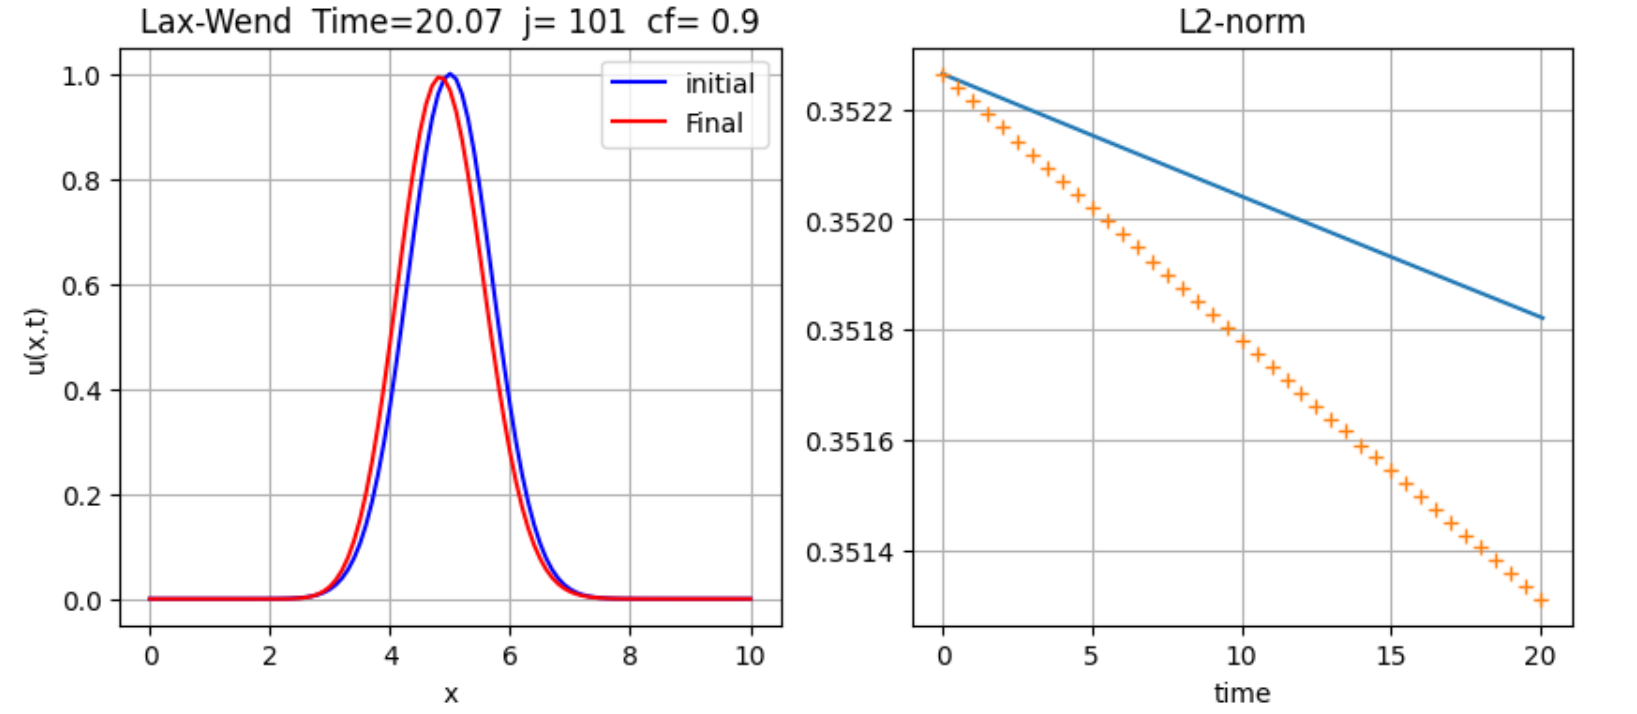 Lax-Wend  Time=20.07  j= 101  cf= 0.9
initial
Final
1.0
0.8
0.6
0.4
0.2
0.0
u(x,t)
0 2 4 6 8 10
x
L2-norm
0.3522
0.3520
0.3518
0.3516
0.3514
0 5 10 15 20
time